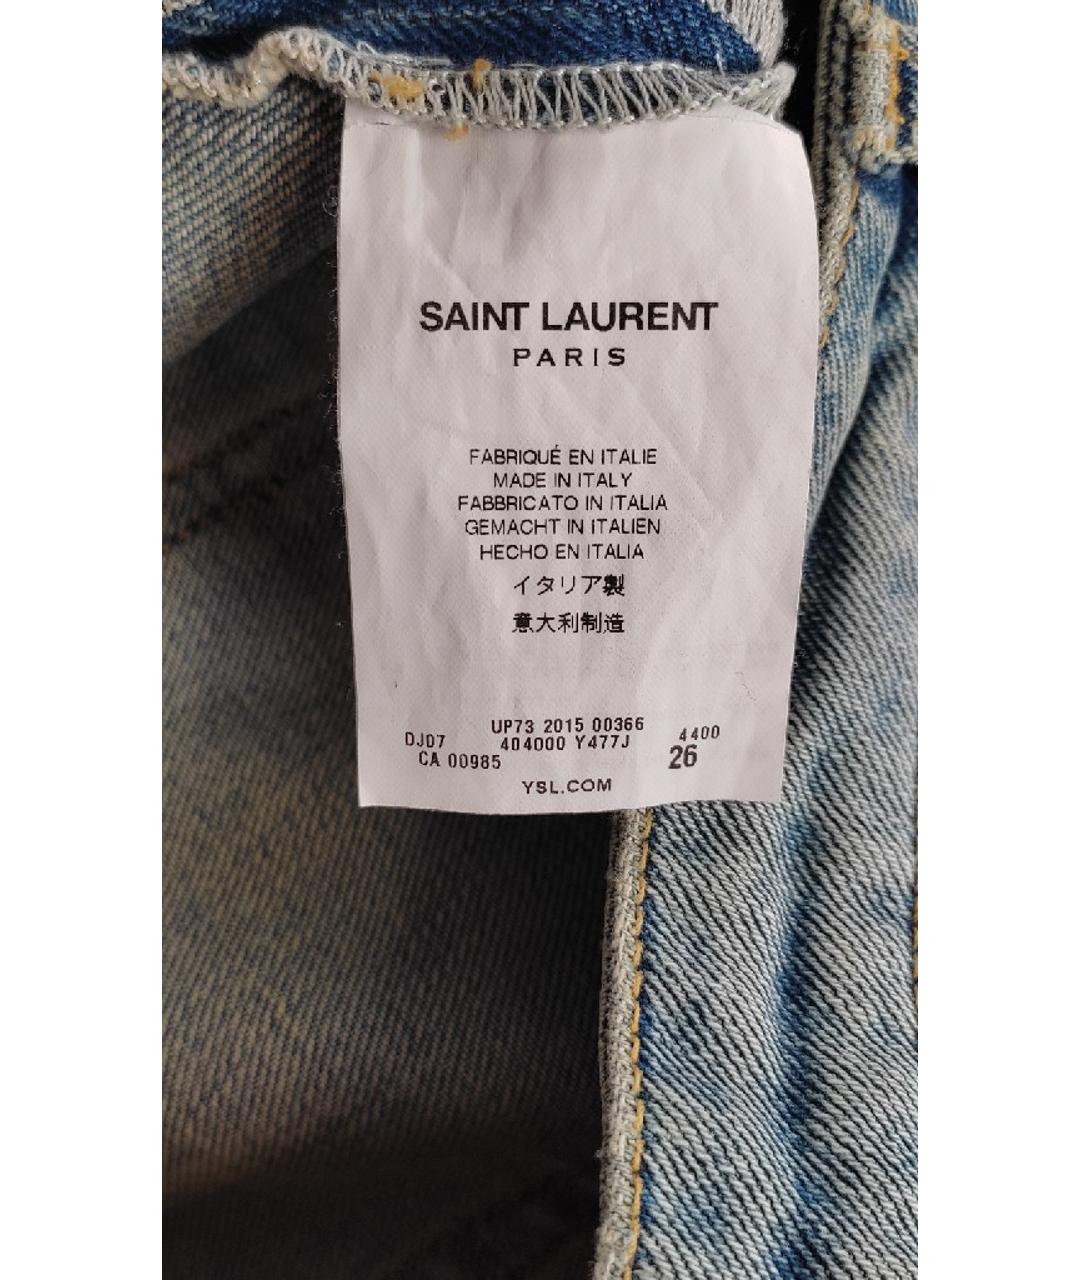 SAINT LAURENT
PARIS
FABRIQUÉ EN ITALIE
MADE IN ITALY
FABBRICATO IN ITALIA
GEMACHT IN ITALIEN
HECHO EN ITALIA
イタリア製
意大利制造
UP73 2015 00366
DJ07 404000 Y477J 4400
CA 00985 26
YSL.COM